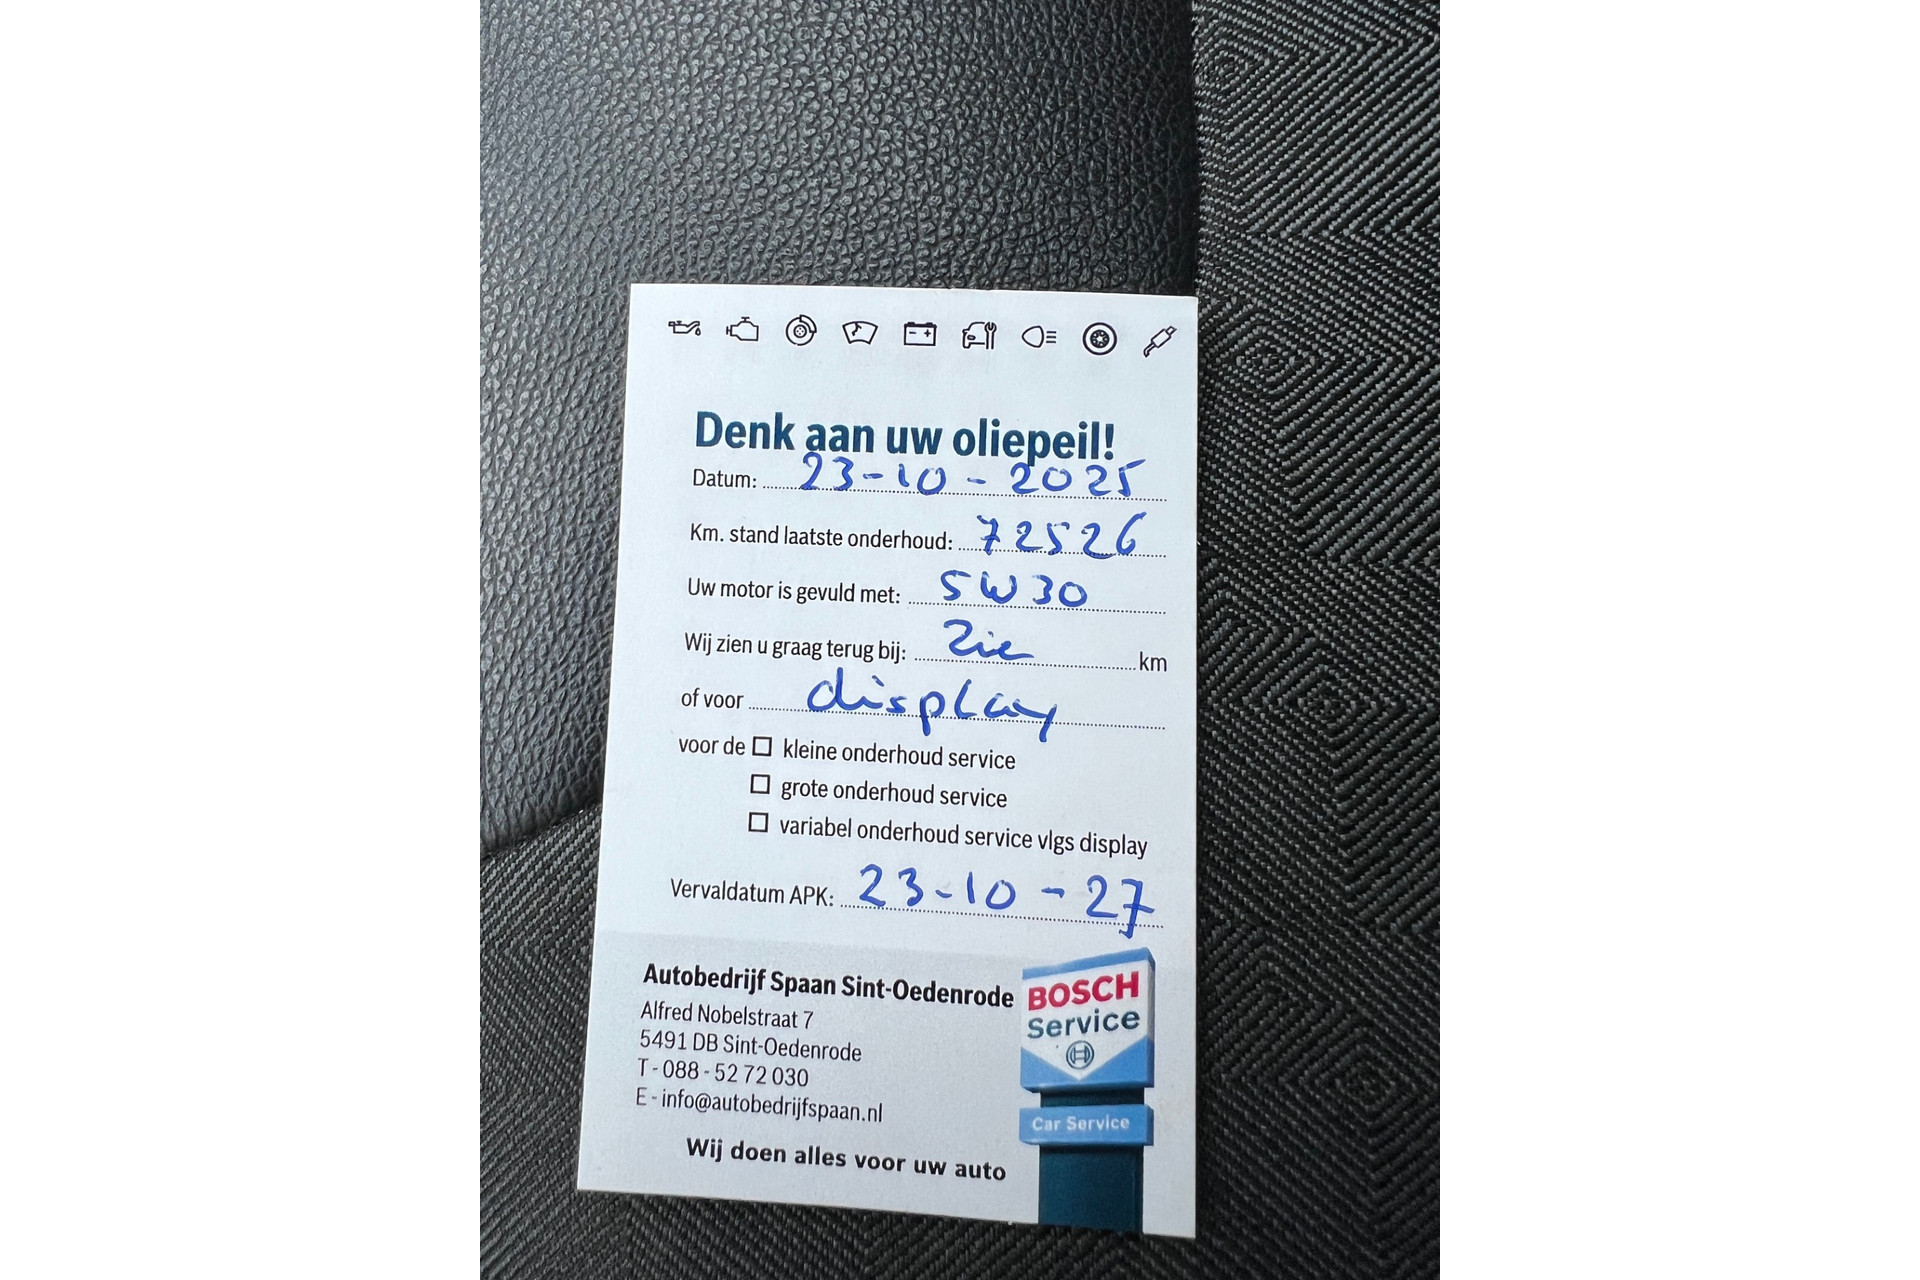 Denk aan uw oliepeil!
Datum: 23-10-2025
Km. stand laatste onderhoud: 72526
Uw motor is gevuld met: 5W30
Wij zien u graag terug bij: Zie km
of voor display
voor de ☐ kleine onderhoud service
☐ grote onderhoud service
☐ variabel onderhoud service vlgs display
Vervaldatum APK: 23-10-27
Autobedrijf Spaan Sint-Oedenrode
Alfred Nobelstraat 7
5491 DB Sint-Oedenrode
T - 088 - 52 72 030
E - info@autobedrijfspaan.nl
Wij doen alles voor uw auto
BOSCH
Service
Car Service